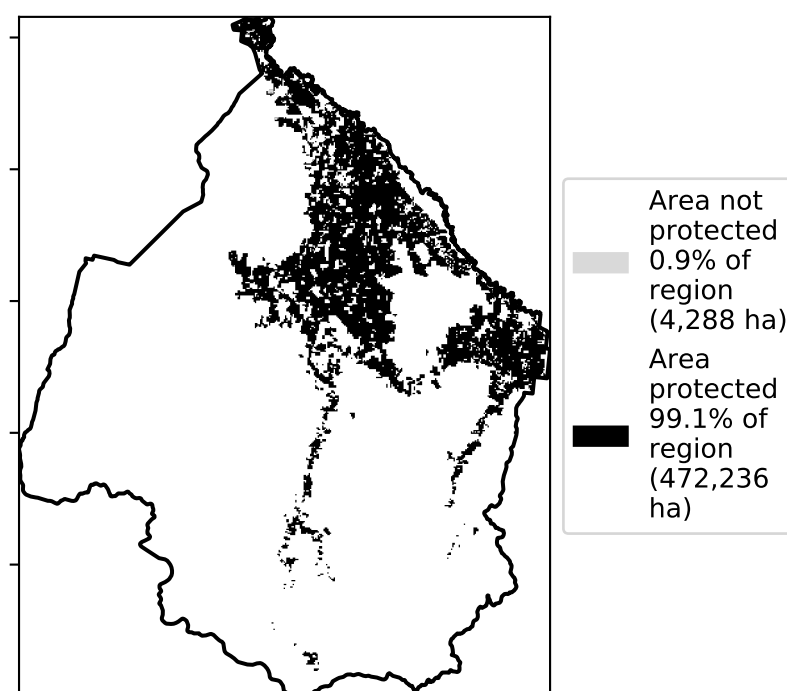 Area not
protected
0.9% of
region
(4,288 ha)
Area
protected
99.1% of
region
(472,236
ha)